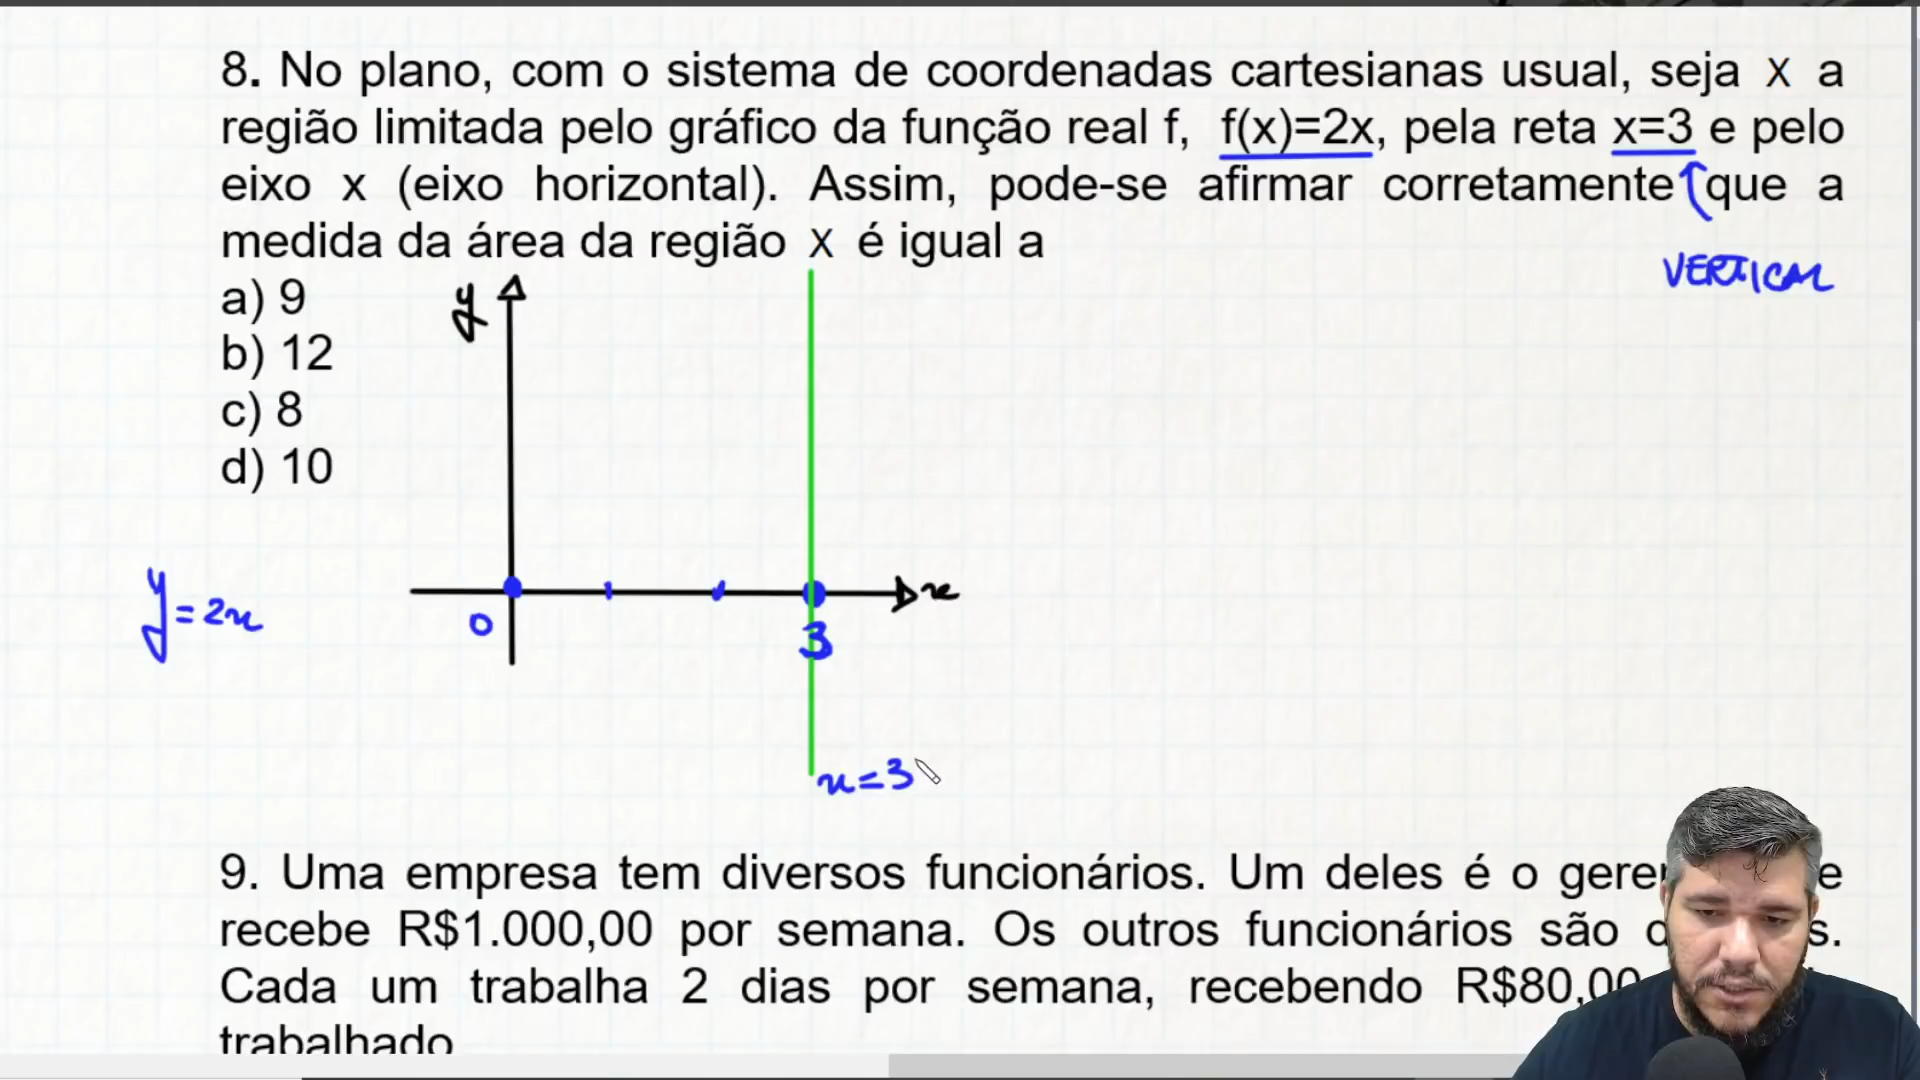 8. No plano, com o sistema de coordenadas cartesianas usual, seja X a
região limitada pelo gráfico da função real f, f(x)=2x, pela reta x=3 e pelo
eixo x (eixo horizontal). Assim, pode-se afirmar corretamente que a
medida da área da região X é igual a
VERTICAL
a) 9
y
b) 12
c) 8
d) 10
y=2x
x
0
3
x=3
9. Uma empresa tem diversos funcionários. Um deles é o
recebe R$1.000,00 por semana. Os outros funcionários são
Cada um trabalha 2 dias por semana, recebendo R$80,00
trabalhado